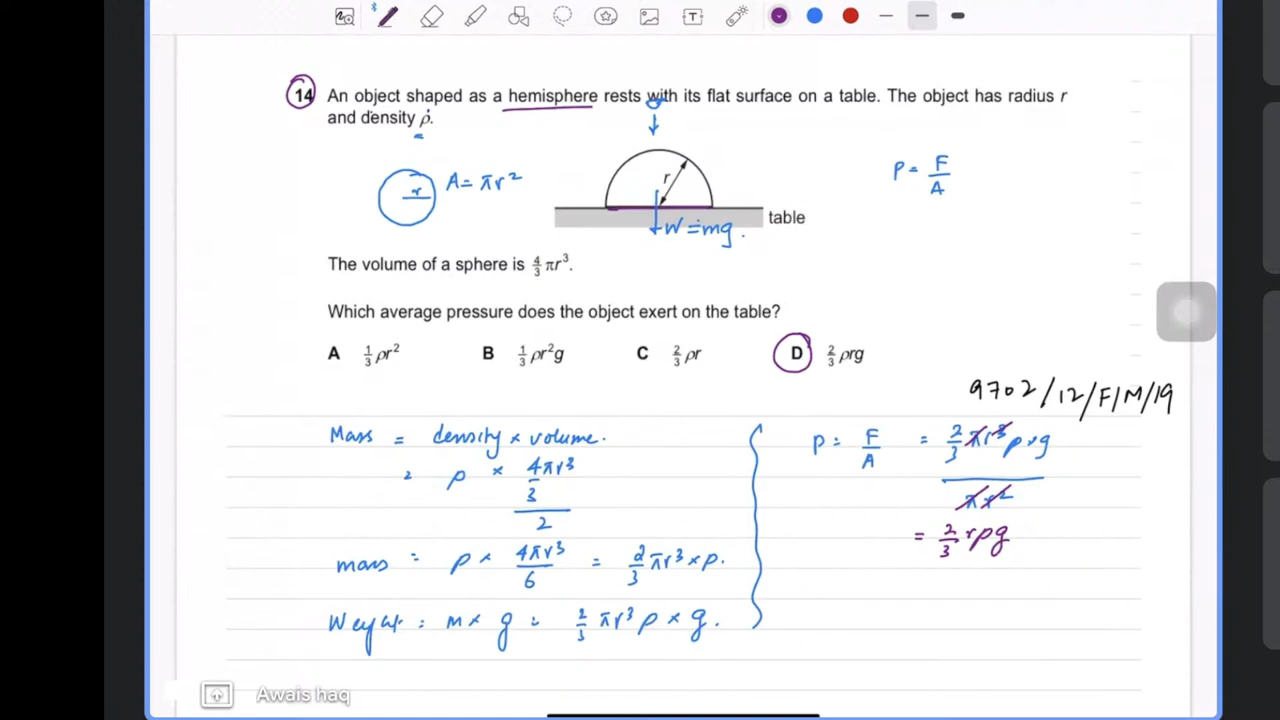 14 An object shaped as a hemisphere rests with its flat surface on a table. The object has radius r
and density ρ.
r
A = πr²
r
P = F/A
table
W = mg.
The volume of a sphere is 4/3 πr³.
Which average pressure does the object exert on the table?
A 1/3 ρr² B 1/3 ρr²g C 2/3 ρr D 2/3 ρrg
9702/12/F/M/19
Mass = density × volume.
= ρ × 4πr³/3 / 2
mass = ρ × 4πr³/6 = 2/3 πr³ × ρ.
Weight = m × g = 2/3 πr³ ρ × g.
P = F/A = 2/3 πr³ ρ × g / πr²
= 2/3 rρg
Awais haq